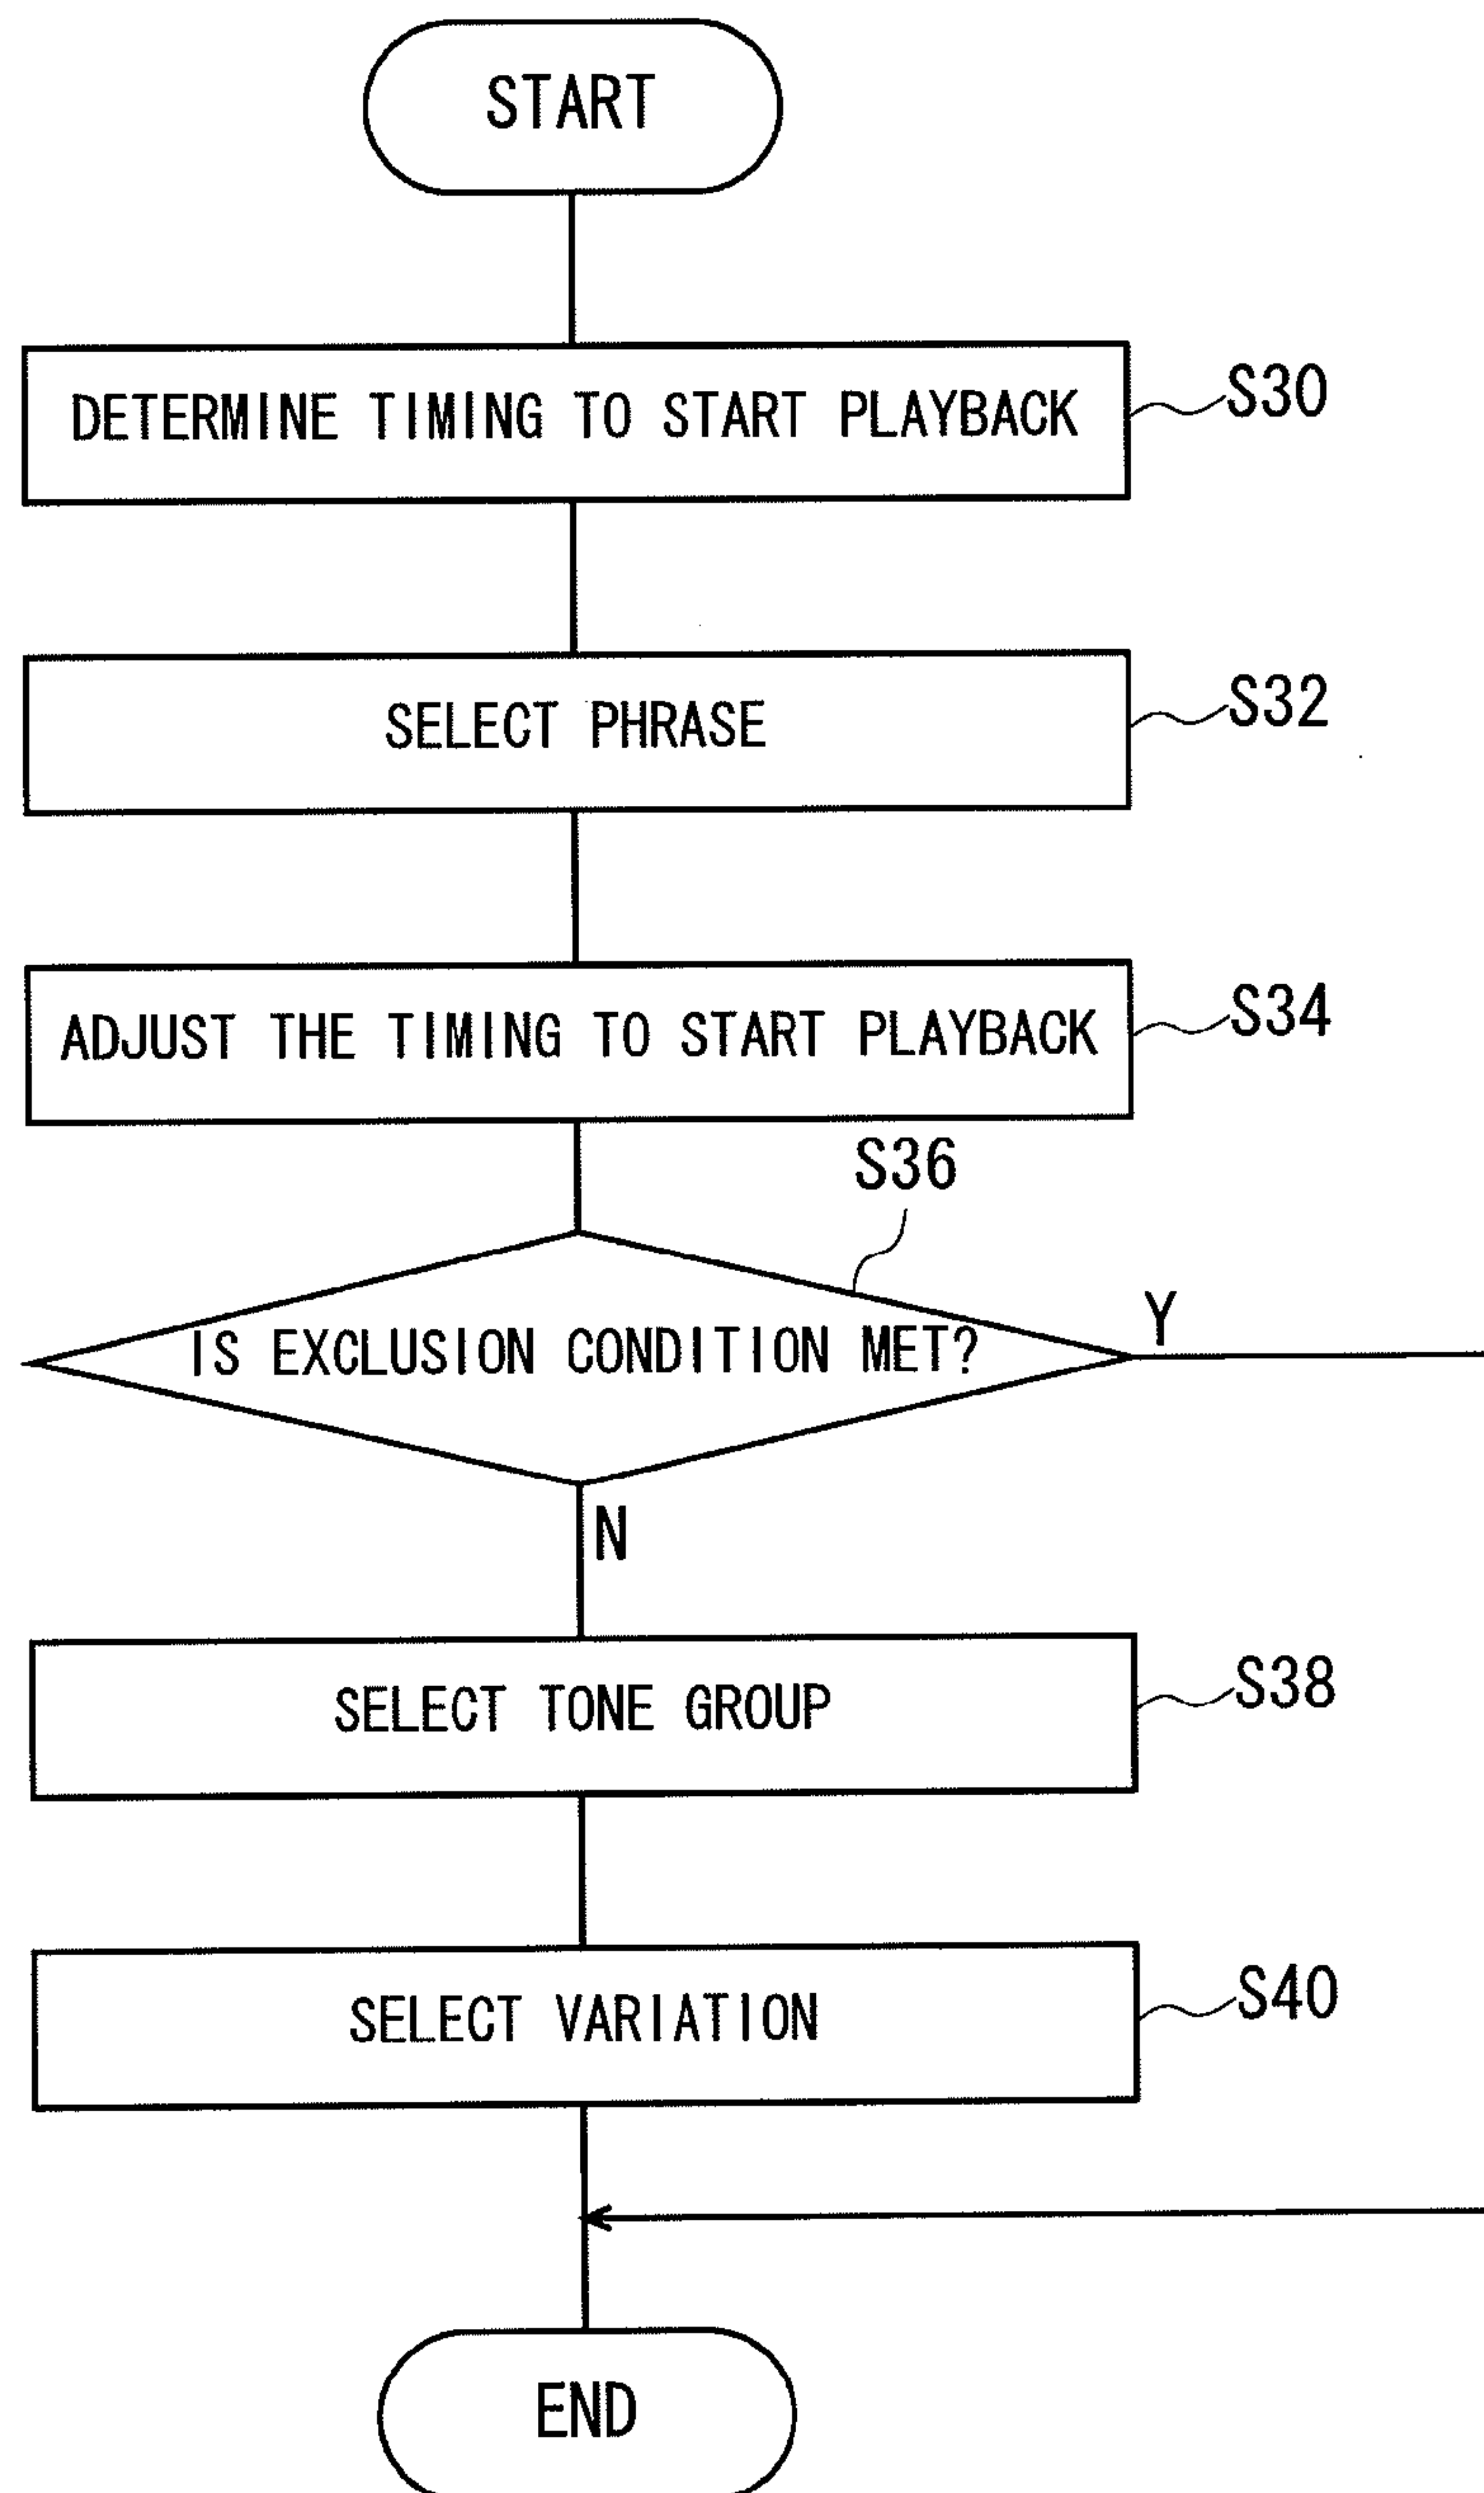 START
DETERMINE TIMING TO START PLAYBACK
S30
SELECT PHRASE
S32
ADJUST THE TIMING TO START PLAYBACK
S34
S36
IS EXCLUSION CONDITION MET?
Y
N
SELECT TONE GROUP
S38
SELECT VARIATION
S40
END